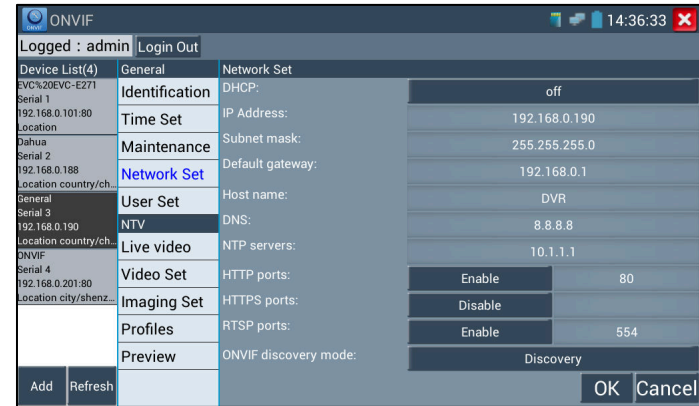 ONVIF
ONVIF 14:36:33
Logged : admin Login Out
Device List(4)
EVC%20EVC-E271
Serial 1
192.168.0.101:80
Location
Dahua
Serial 2
192.168.0.188
Location country/ch...
General
Serial 3
192.168.0.190
Location country/ch...
ONVIF
Serial 4
192.168.0.201:80
Location city/shenz...
Add Refresh
General
Identification
Time Set
Maintenance
Network Set
User Set
NTV
Live video
Video Set
Imaging Set
Profiles
Preview
Network Set
DHCP: off
IP Address: 192.168.0.190
Subnet mask: 255.255.255.0
Default gateway: 192.168.0.1
Host name: DVR
DNS: 8.8.8.8
NTP servers: 10.1.1.1
HTTP ports: Enable 80
HTTPS ports: Disable
RTSP ports: Enable 554
ONVIF discovery mode: Discovery
OK Cancel